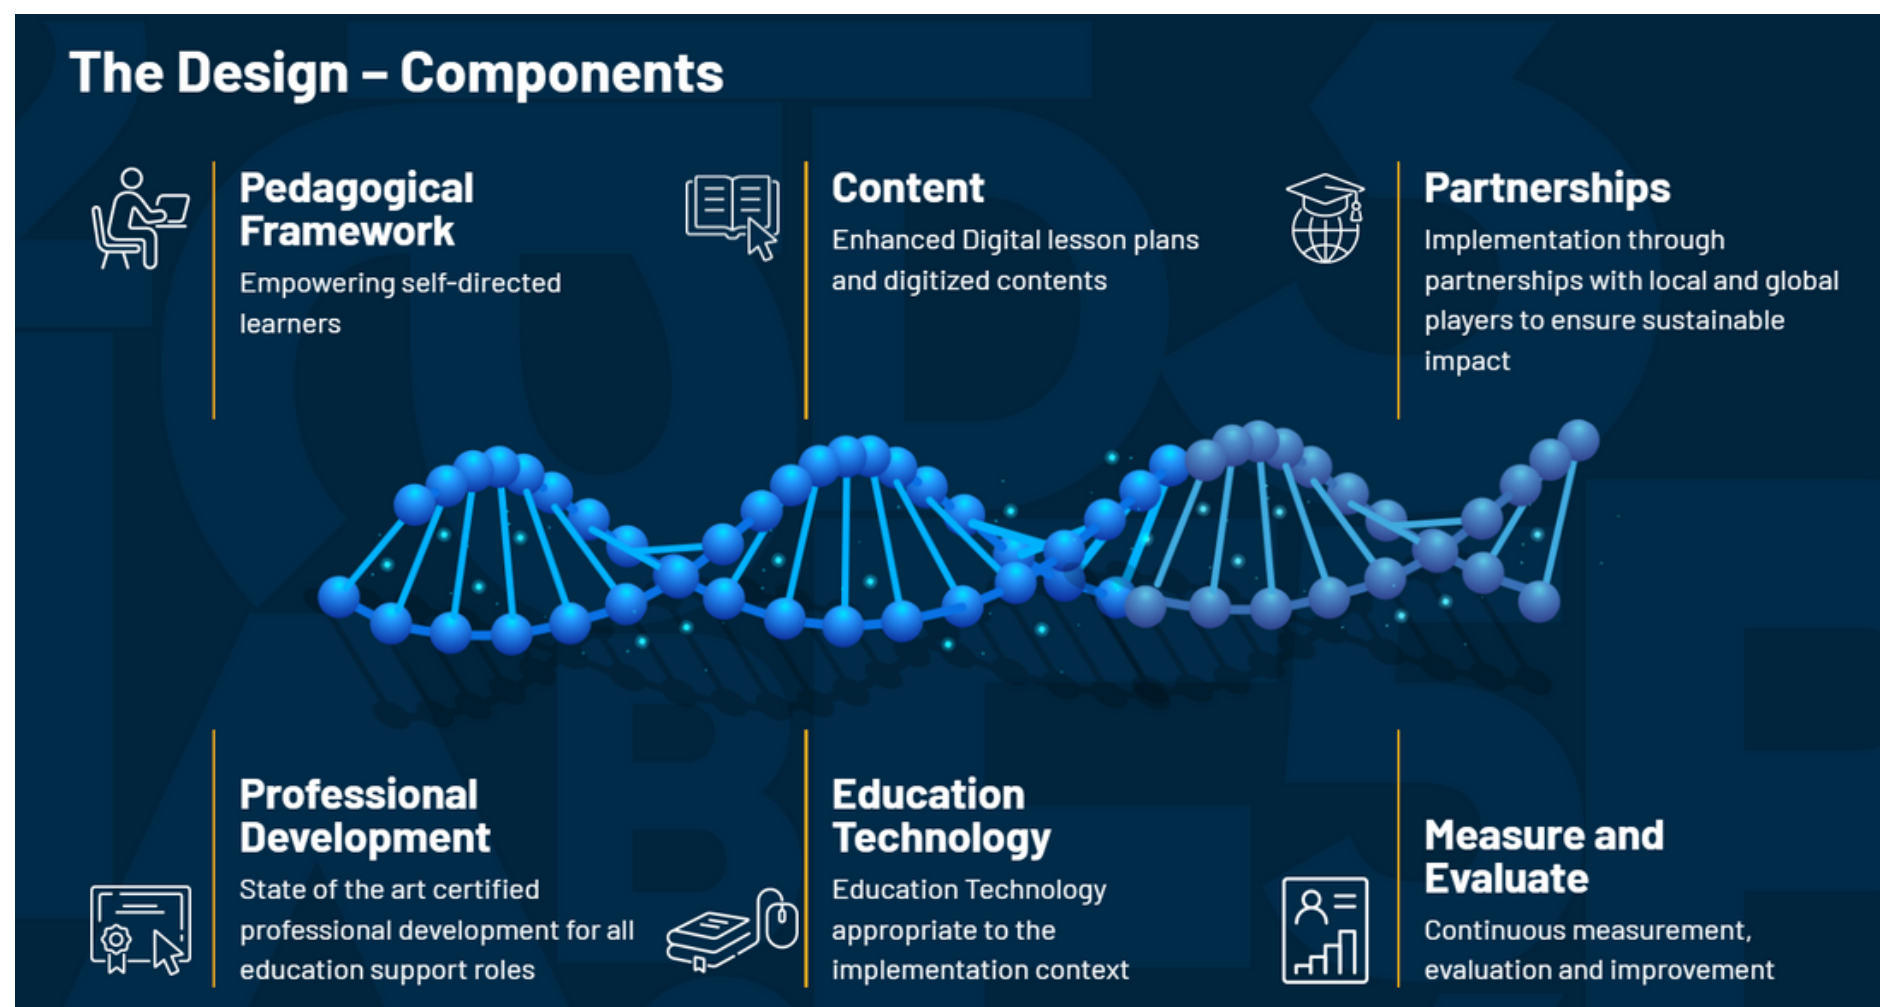 The Design – Components
Pedagogical
Framework
Empowering self-directed
learners
Content
Enhanced Digital lesson plans
and digitized contents
Partnerships
Implementation through
partnerships with local and global
players to ensure sustainable
impact
Professional
Development
State of the art certified
professional development for all
education support roles
Education
Technology
Education Technology
appropriate to the
implementation context
Measure and
Evaluate
Continuous measurement,
evaluation and improvement